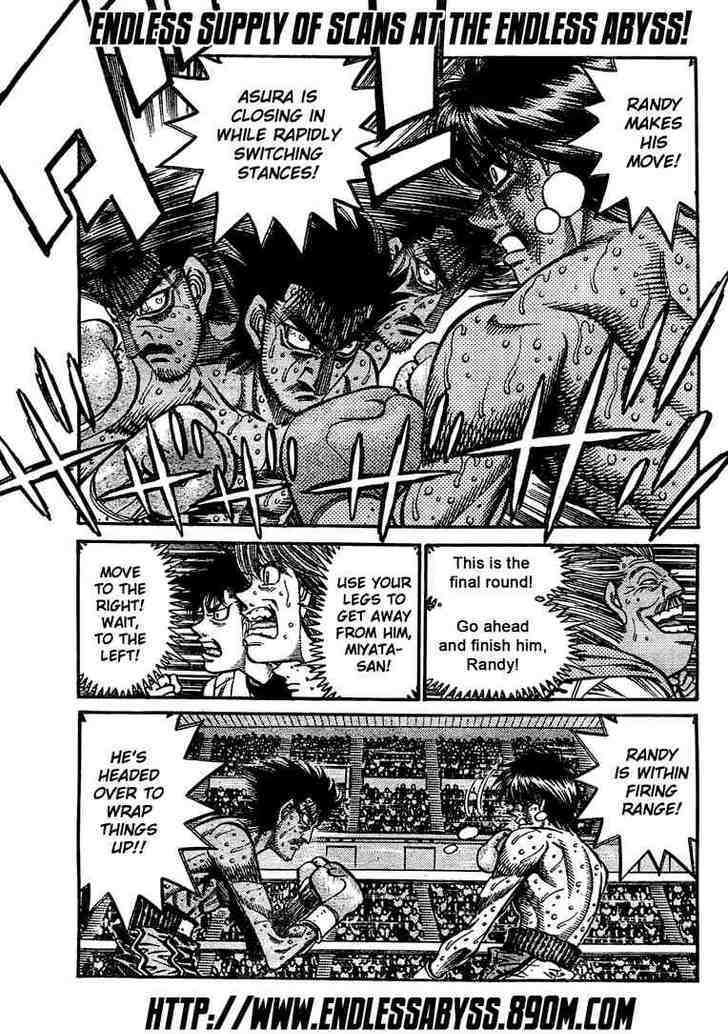 ENDLESS SUPPLY OF SCANS AT THE ENDLESS ABYSS!
RANDY
MAKES
HIS
MOVE!
ASURA IS
CLOSING IN
WHILE RAPIDLY
SWITCHING
STANCES!
This is the
final round!
Go ahead
and finish him,
Randy!
USE YOUR
LEGS TO
GET AWAY
FROM HIM,
MIYATA-
SAN!
MOVE
TO THE
RIGHT!
WAIT,
TO THE
LEFT!
RANDY
IS WITHIN
FIRING
RANGE!
HE'S
HEADED
OVER TO
WRAP
THINGS
UP!!
HTTP://WWW.ENDLESSABYSS.890M.COM